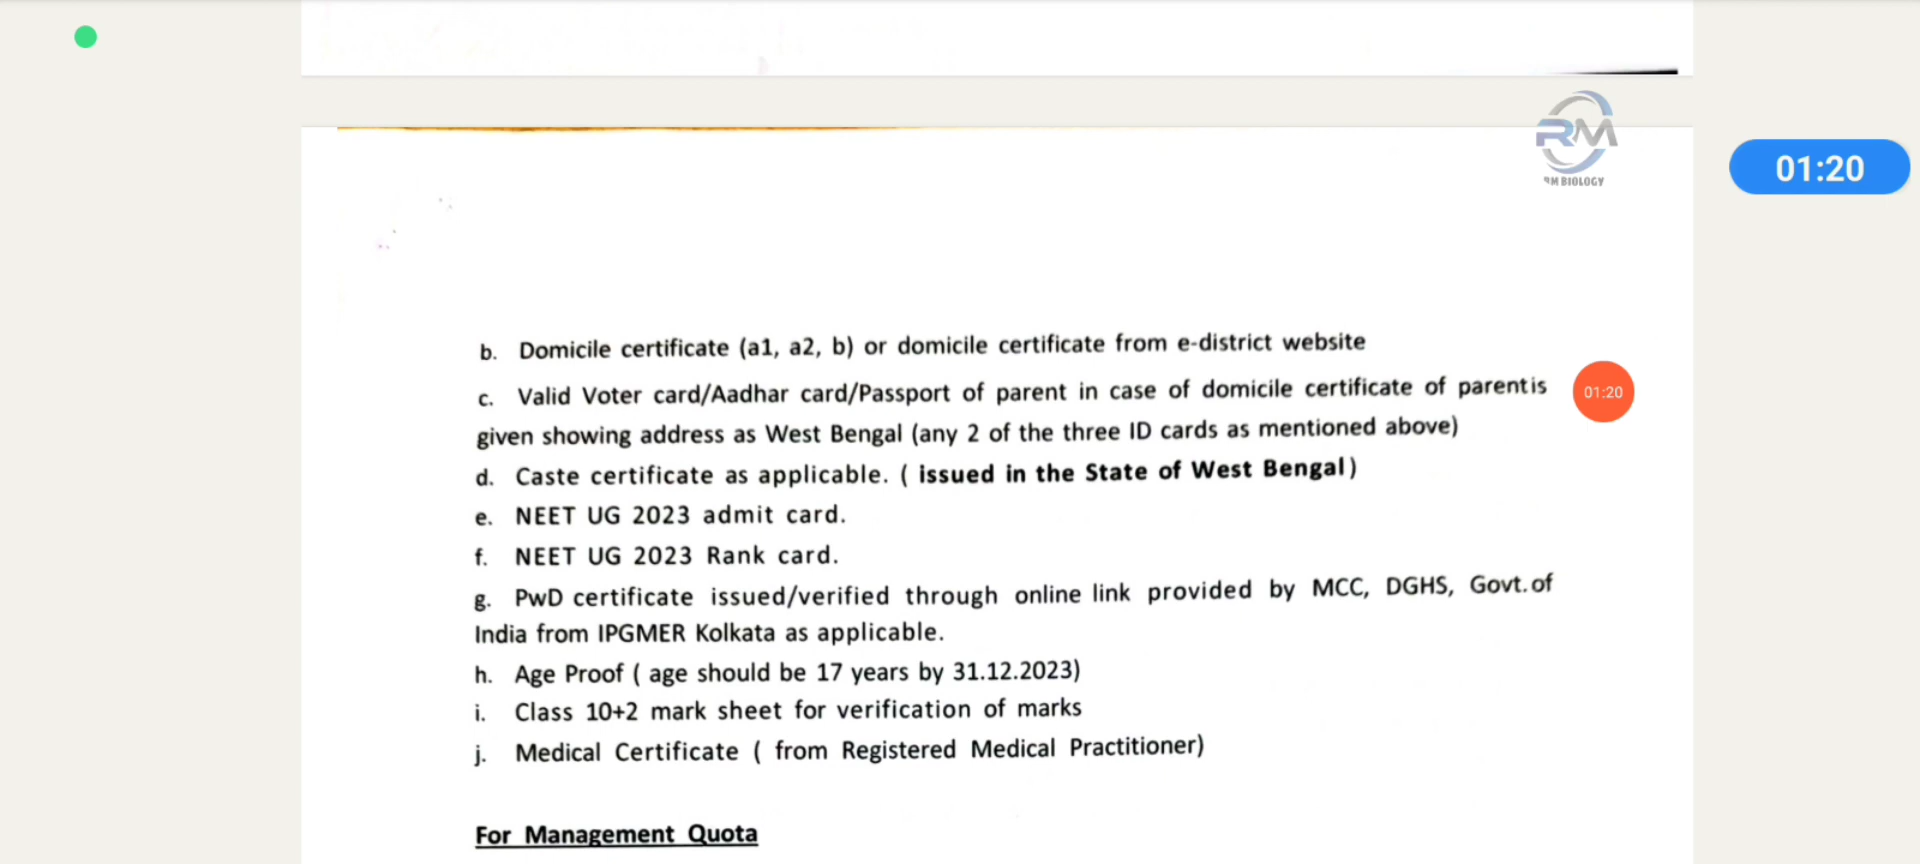 RM
RM BIOLOGY
01:20
b. Domicile certificate (a1, a2, b) or domicile certificate from e-district website
c. Valid Voter card/Aadhar card/Passport of parent in case of domicile certificate of parentis
01:20
given showing address as West Bengal (any 2 of the three ID cards as mentioned above)
d. Caste certificate as applicable. ( issued in the State of West Bengal)
e. NEET UG 2023 admit card.
f. NEET UG 2023 Rank card.
g. PwD certificate issued/verified through online link provided by MCC, DGHS, Govt.of
India from IPGMER Kolkata as applicable.
h. Age Proof ( age should be 17 years by 31.12.2023)
i. Class 10+2 mark sheet for verification of marks
j. Medical Certificate ( from Registered Medical Practitioner)
For Management Quota